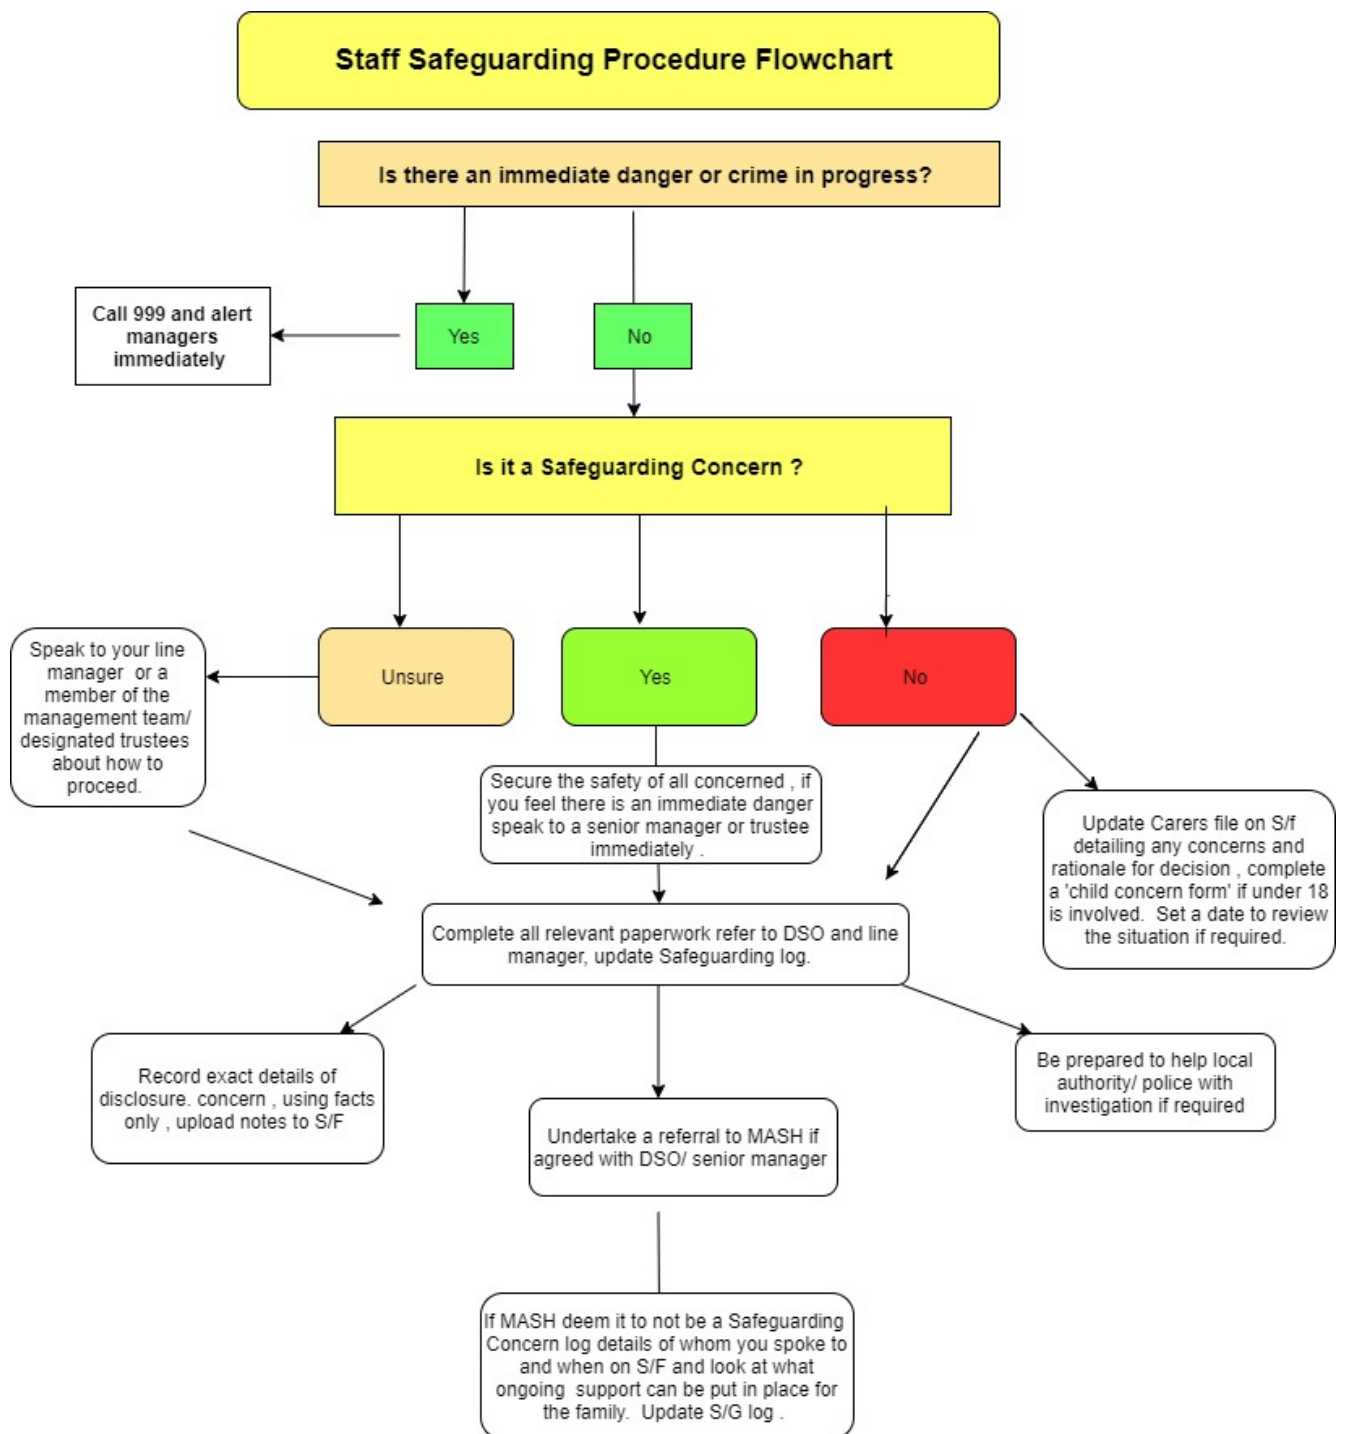 Staff Safeguarding Procedure Flowchart
Is there an immediate danger or crime in progress?
Call 999 and alert
managers
immediately
Yes
No
Is it a Safeguarding Concern ?
Speak to your line
manager or a
member of the
management team/
designated trustees
about how to
proceed.
Unsure
Yes
No
Secure the safety of all concerned , if
you feel there is an immediate danger
speak to a senior manager or trustee
immediately .
Update Carers file on S/f
detailing any concerns and
rationale for decision , complete
a 'child concern form' if under 18
is involved. Set a date to review
the situation if required.
Complete all relevant paperwork refer to DSO and line
manager, update Safeguarding log.
Record exact details of
disclosure. concern , using facts
only , upload notes to S/F
Undertake a referral to MASH if
agreed with DSO/ senior manager
Be prepared to help local
authority/ police with
investigation if required
If MASH deem it to not be a Safeguarding
Concern log details of whom you spoke to
and when on S/F and look at what
ongoing support can be put in place for
the family. Update S/G log .